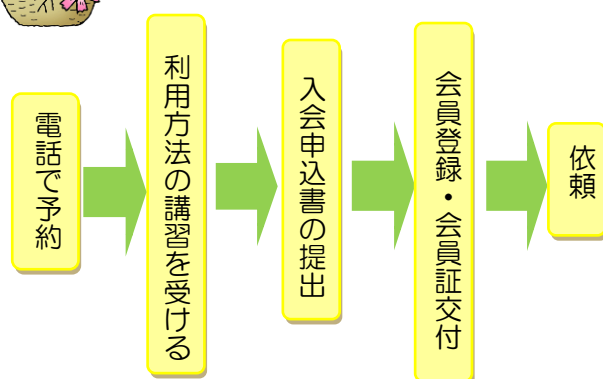 電話で予約
利用方法の講習を受ける
入会申込書の提出
会員登録・会員証交付
依頼